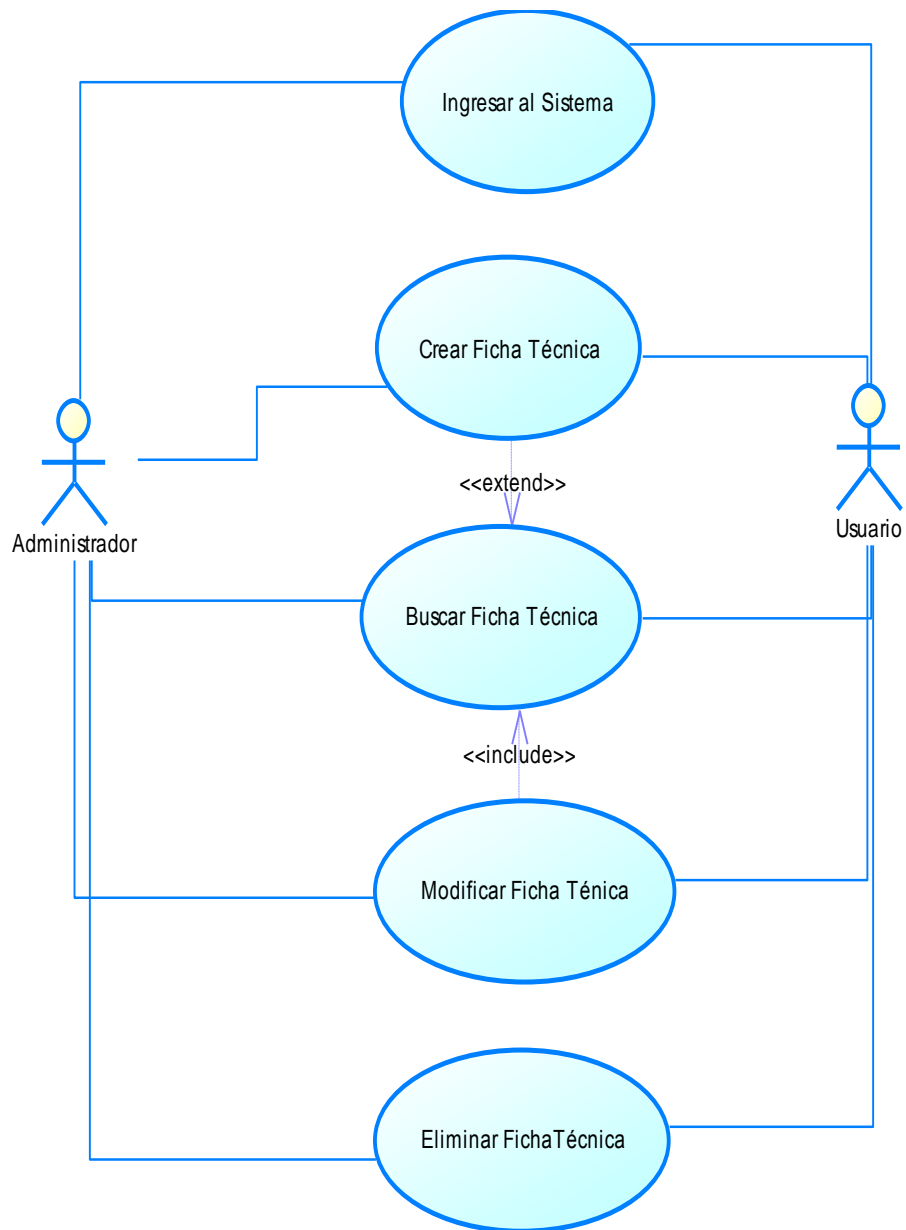 Ingresar al Sistema
Crear Ficha Técnica
<<extend>>
Administrador
Usuario
Buscar Ficha Técnica
<<include>>
Modificar Ficha Ténica
Eliminar FichaTécnica